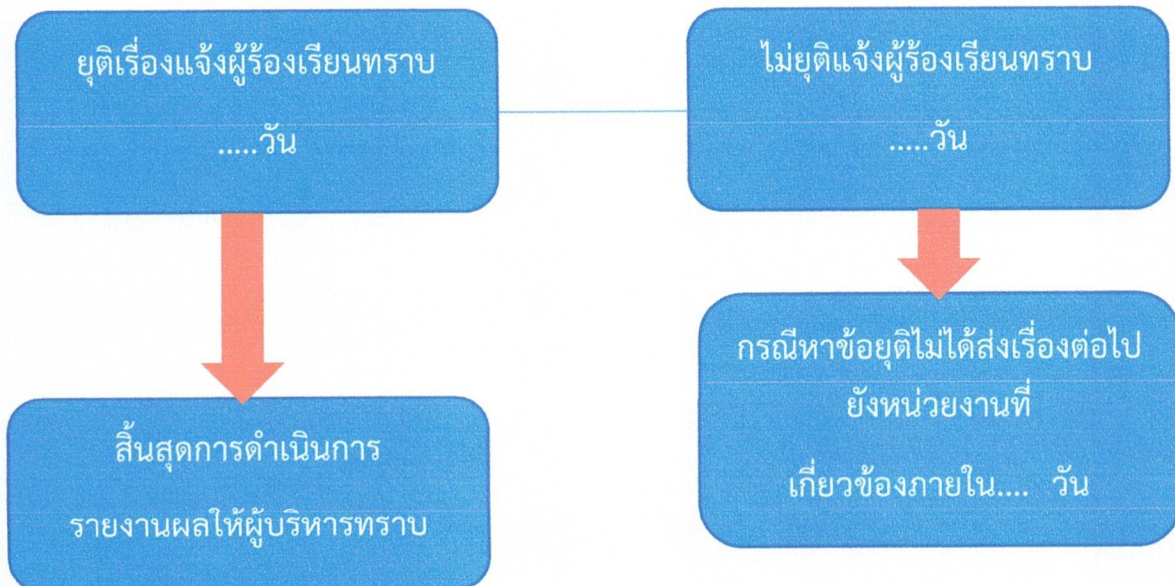 ยุติเรื่องแจ้งผู้ร้องเรียนทราบ
.....วัน
ไม่ยุติแจ้งผู้ร้องเรียนทราบ
.....วัน
สิ้นสุดการดำเนินการ
รายงานผลให้ผู้บริหารทราบ
กรณีหาข้อยุติไม่ได้ส่งเรื่องต่อไป
ยังหน่วยงานที่
เกี่ยวข้องภายใน.... วัน